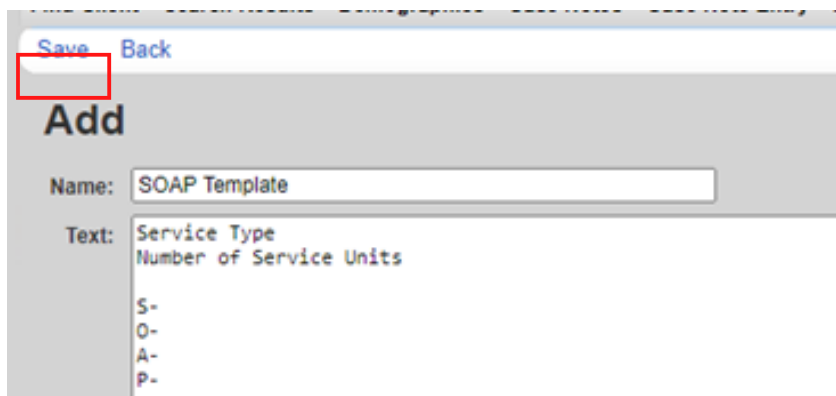 Save Back
Add
Name: SOAP Template
Text: Service Type
Number of Service Units
S-
O-
A-
P-